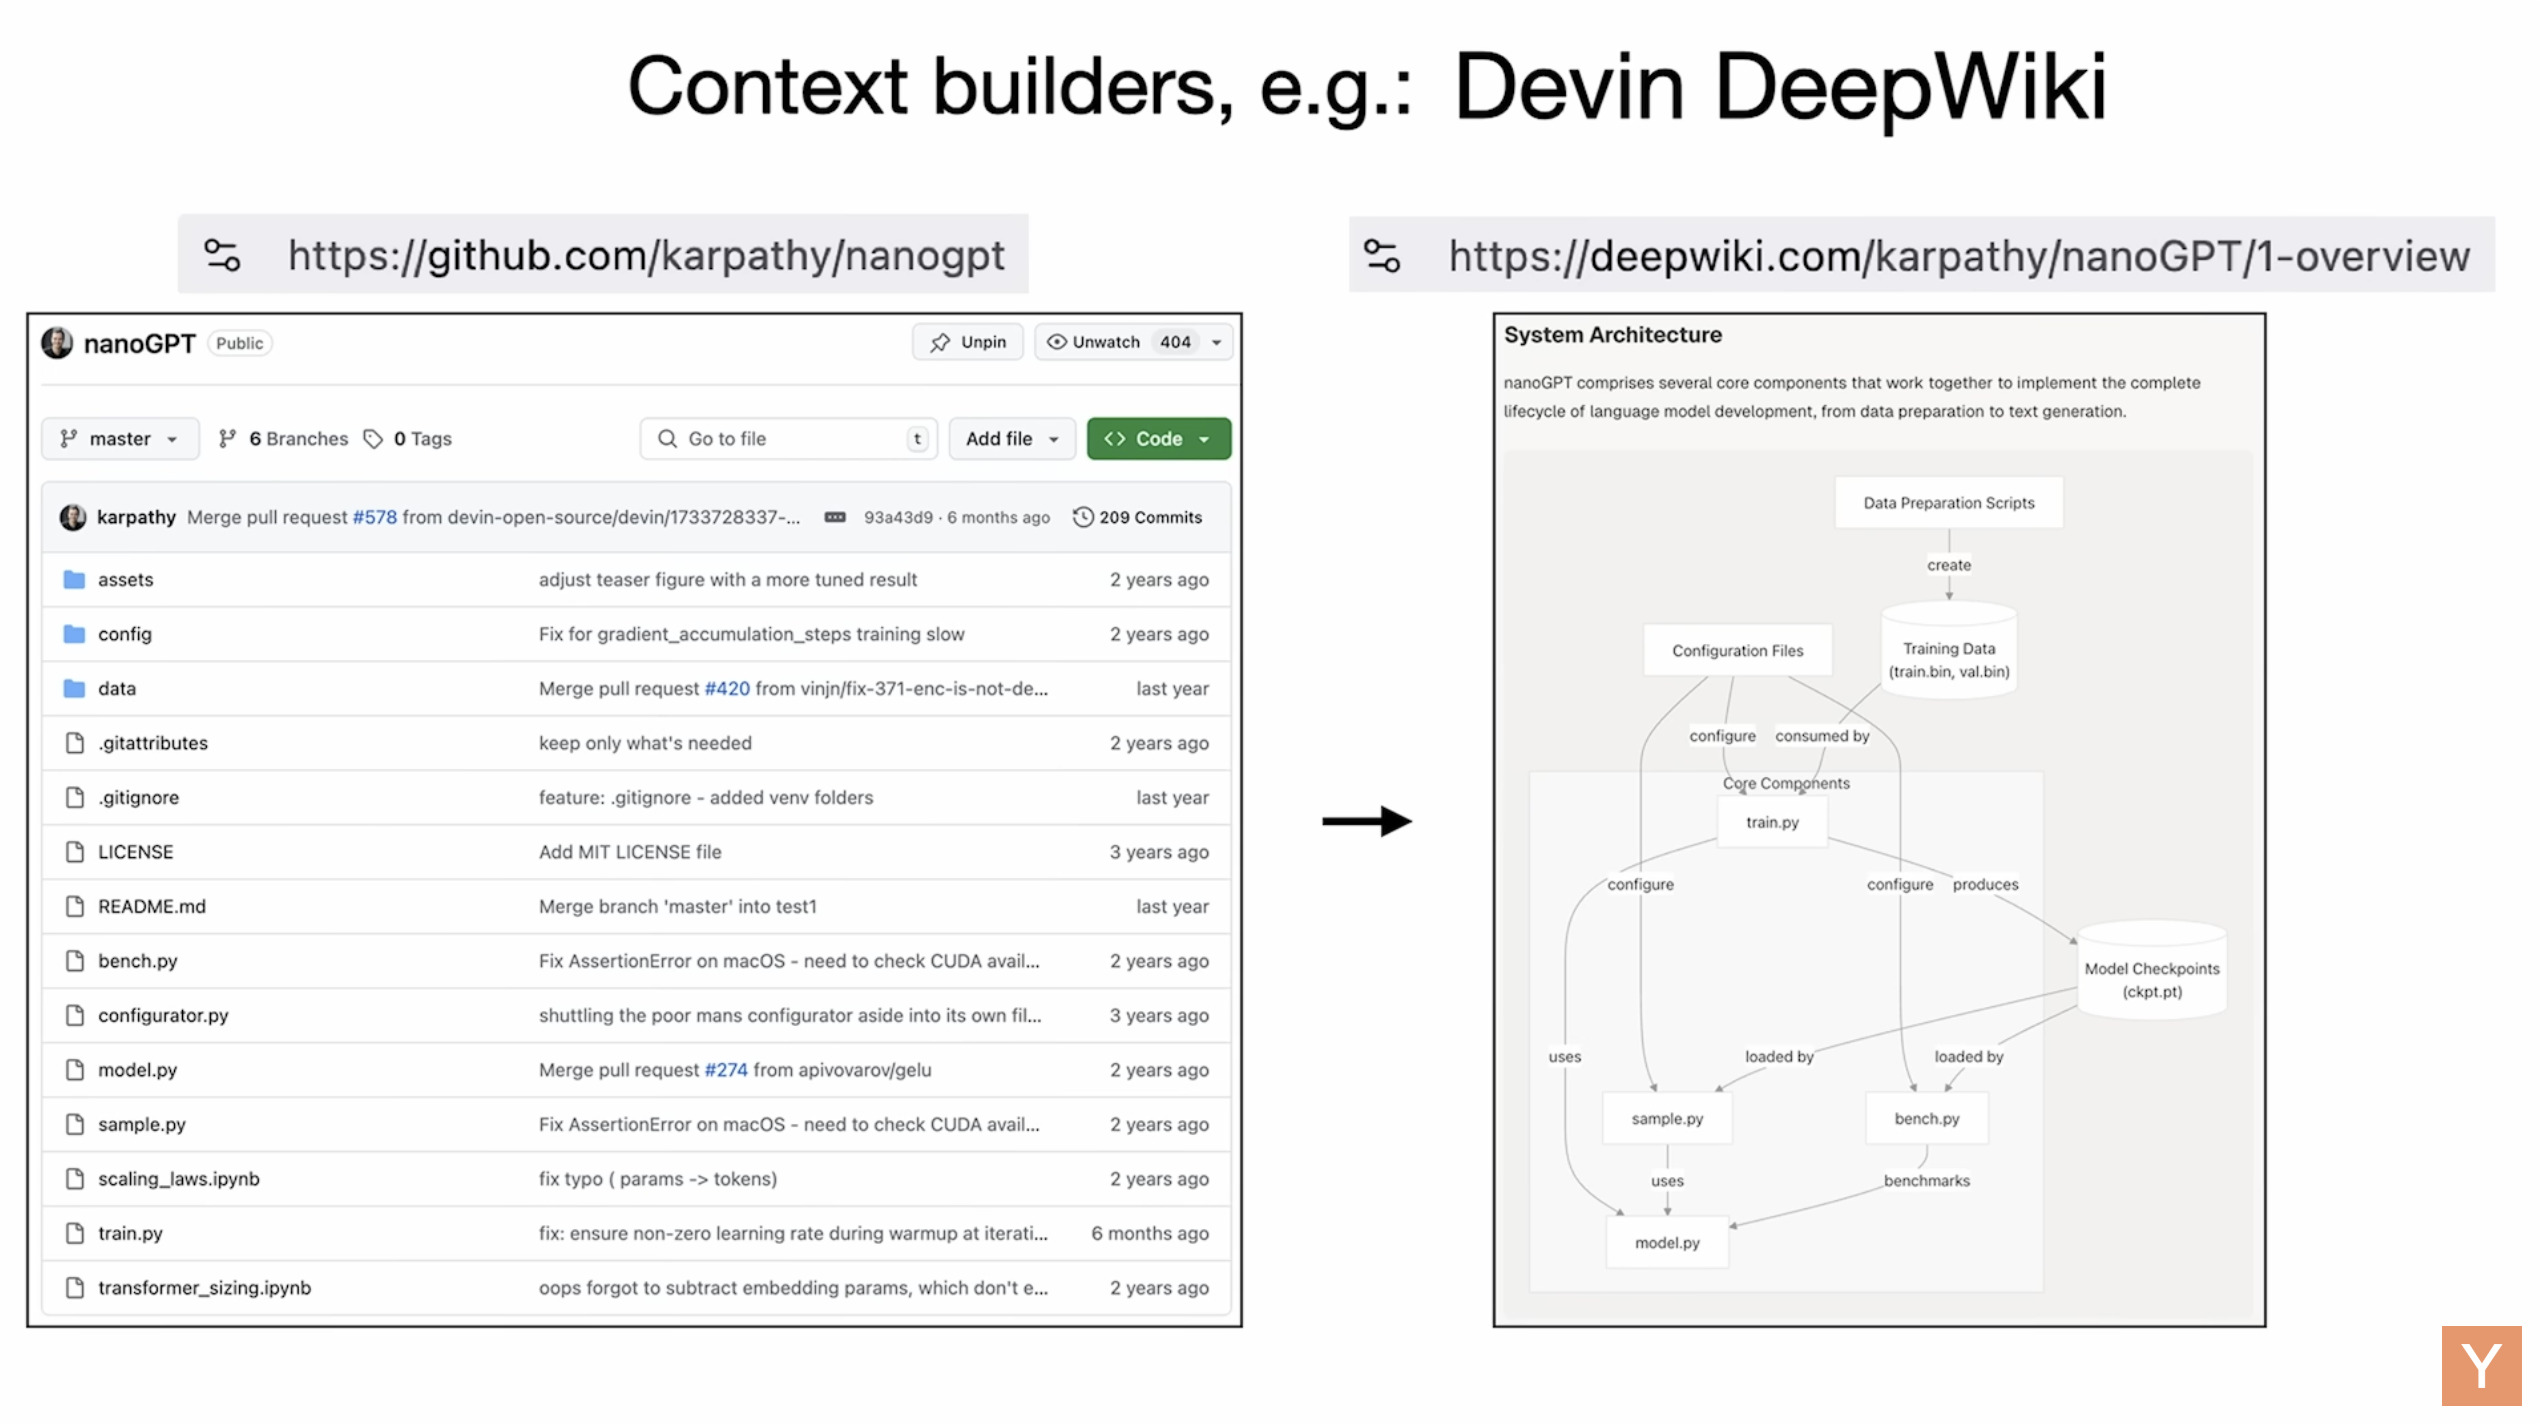 Context builders, e.g.: Devin DeepWiki
https://github.com/karpathy/nanogpt
nanoGPT Public Unpin Unwatch 404
master 6 Branches 0 Tags Go to file t Add file <> Code
karpathy Merge pull request #578 from devin-open-source/devin/1733728337-... 93a43d9 · 6 months ago 209 Commits
assets adjust teaser figure with a more tuned result 2 years ago
config Fix for gradient_accumulation_steps training slow 2 years ago
data Merge pull request #420 from vinjn/fix-371-enc-is-not-de... last year
.gitattributes keep only what's needed 2 years ago
.gitignore feature: .gitignore - added venv folders last year
LICENSE Add MIT LICENSE file 3 years ago
README.md Merge branch 'master' into test1 last year
bench.py Fix AssertionError on macOS - need to check CUDA avail... 2 years ago
configurator.py shuttling the poor mans configurator aside into its own fil... 3 years ago
model.py Merge pull request #274 from apivovarov/gelu 2 years ago
sample.py Fix AssertionError on macOS - need to check CUDA avail... 2 years ago
scaling_laws.ipynb fix typo ( params -> tokens) 2 years ago
train.py fix: ensure non-zero learning rate during warmup at iterati... 6 months ago
transformer_sizing.ipynb oops forgot to subtract embedding params, which don't e... 2 years ago
https://deepwiki.com/karpathy/nanoGPT/1-overview
System Architecture
nanoGPT comprises several core components that work together to implement the complete
lifecycle of language model development, from data preparation to text generation.
Data Preparation Scripts
create
Configuration Files
Training Data
(train.bin, val.bin)
configure consumed by
Core Components
train.py
configure configure produces
Model Checkpoints
(ckpt.pt)
uses loaded by loaded by
sample.py bench.py
uses benchmarks
model.py
Y